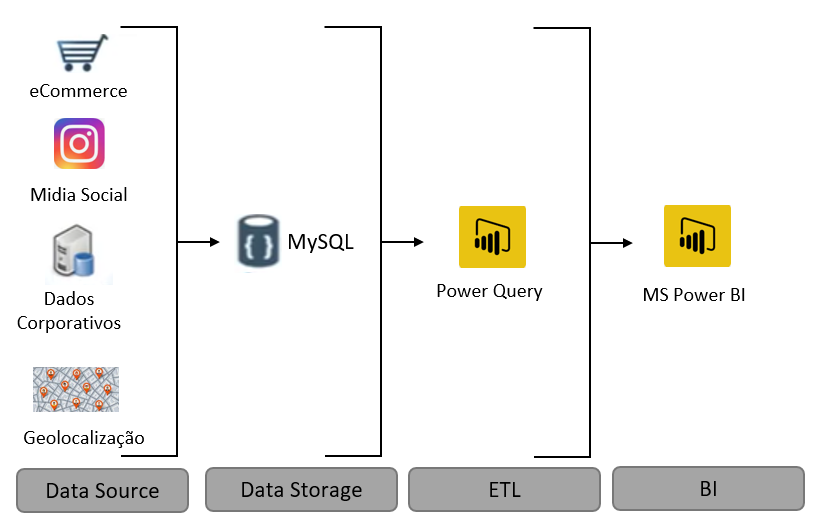 eCommerce
Midia Social
Dados
Corporativos
Geolocalização
MySQL
Power Query
MS Power BI
Data Source
Data Storage
ETL
BI